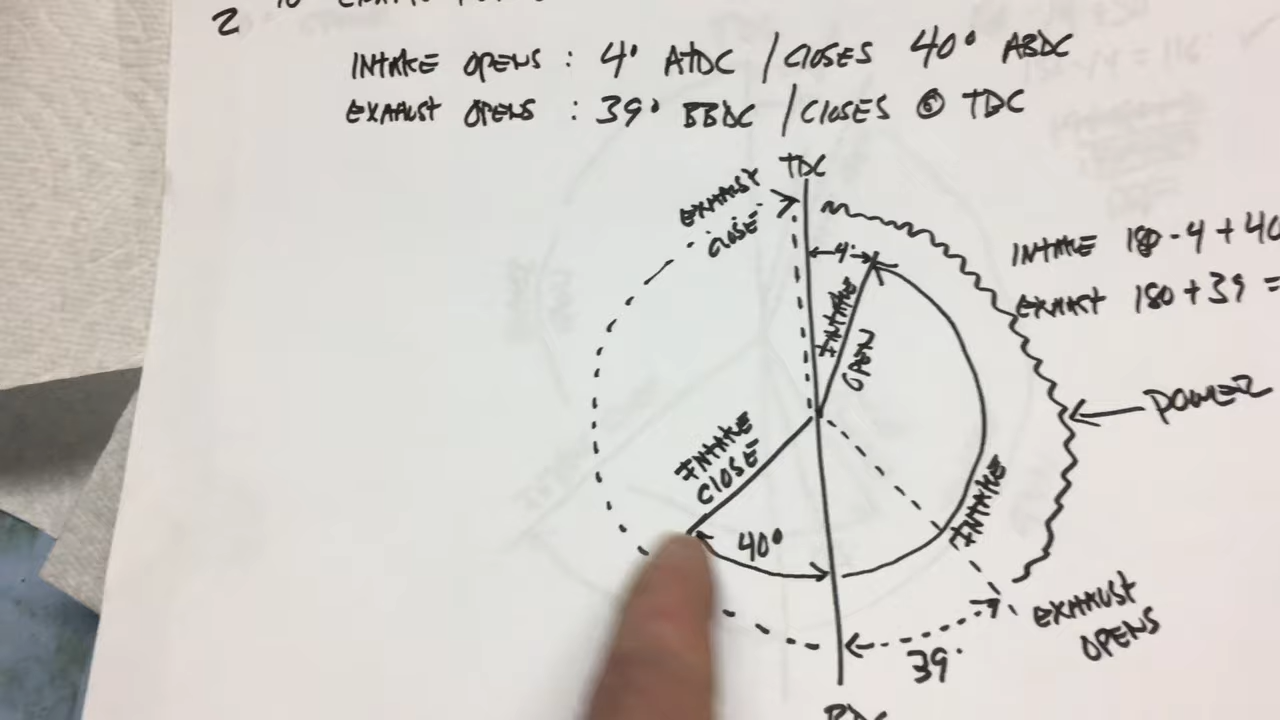 2
INTAKE OPENS : 4° ATDC / CLOSES 40° ABDC
EXHAUST OPENS : 39° BBDC / CLOSES @ TDC
TDC
EXHAUST
CLOSE
4°
INTAKE
OPEN
INTAKE 180-4+40
EXHAST 180+39 =
POWER
INTAKE
CLOSE
40°
INTAKE
EXHAUST
OPENS
39°